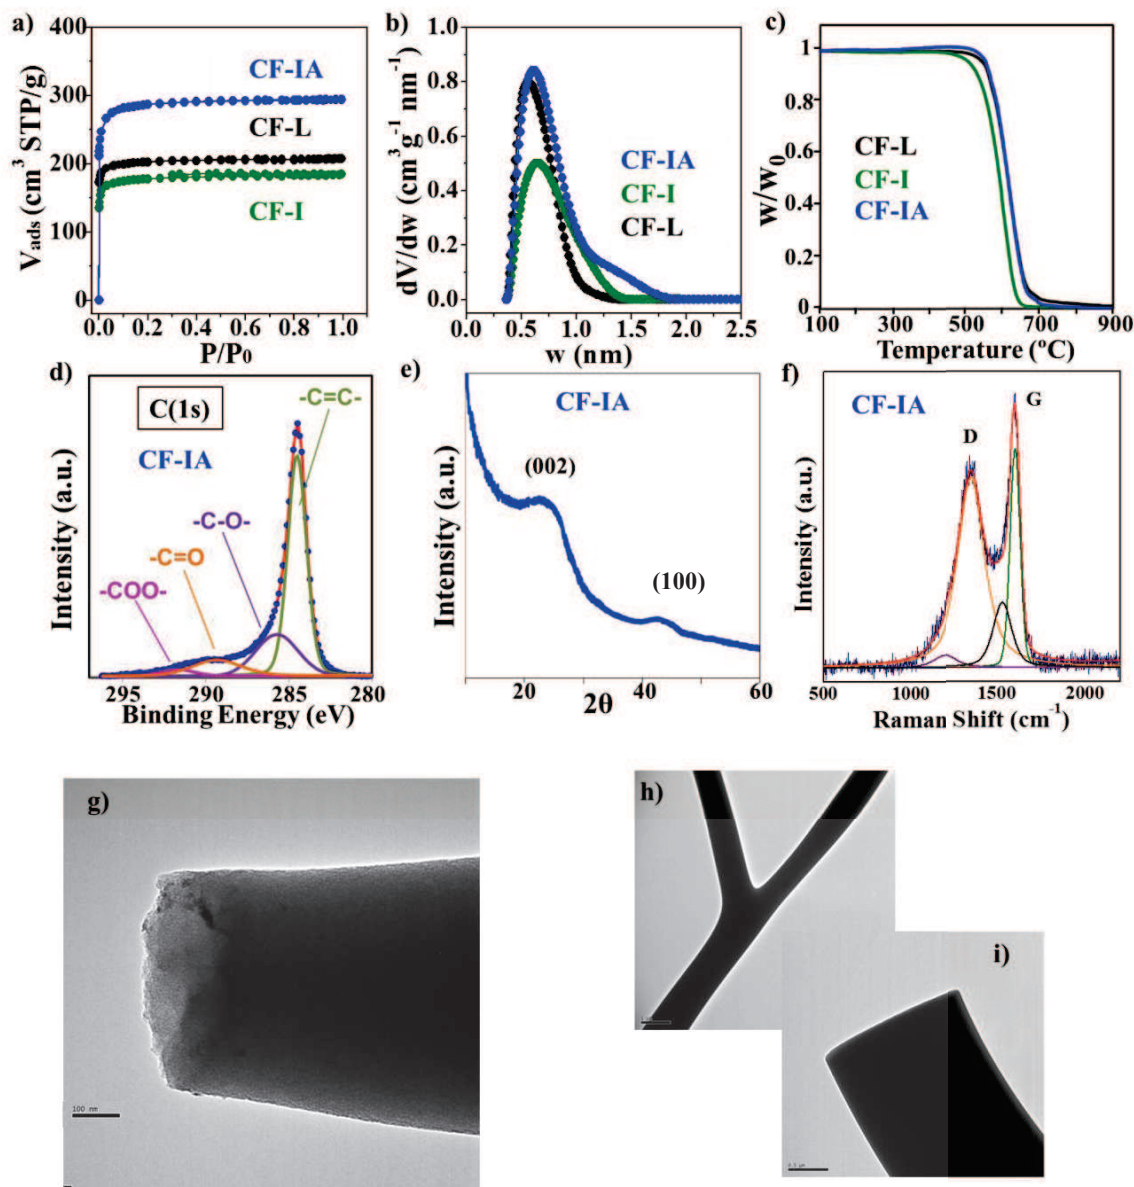 a)
400
300
200
100
0
V_ads (cm³ STP/g)
CF-IA
CF-L
CF-I
0.0 0.2 0.4 0.6 0.8 1.0
P/P₀
b)
1.0
0.8
0.6
0.4
0.2
0.0
dV/dw (cm³g⁻¹ nm⁻¹)
CF-IA
CF-I
CF-L
0.0 0.5 1.0 1.5 2.0 2.5
w (nm)
c)
1
0.8
0.6
0.4
0.2
0
w/w₀
CF-L
CF-I
CF-IA
100 300 500 700 900
Temperature (ºC)
d)
C(1s)
CF-IA
-C=C-
-C-O-
-C=O
-COO-
Intensity (a.u.)
295 289 285 280
Binding Energy (eV)
e)
CF-IA
(002)
(100)
Intensity (a.u.)
20 40 60
2θ
f)
CF-IA
D
G
Intensity (a.u.)
500 1000 1500 2000
Raman Shift (cm⁻¹)
g)
100 nm
h)
i)